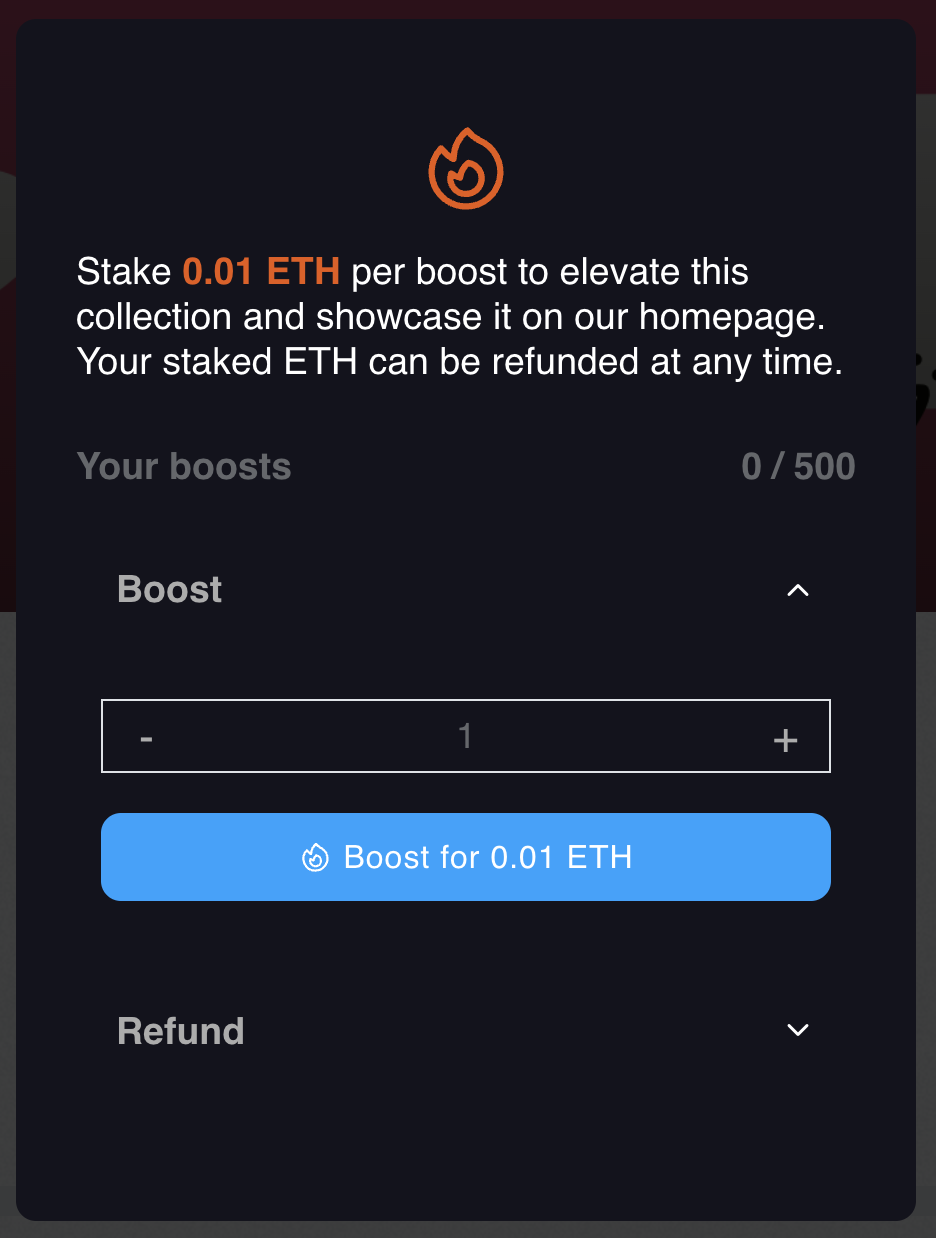 Stake 0.01 ETH per boost to elevate this
collection and showcase it on our homepage.
Your staked ETH can be refunded at any time.
Your boosts 0 / 500
Boost
- 1 +
Boost for 0.01 ETH
Refund